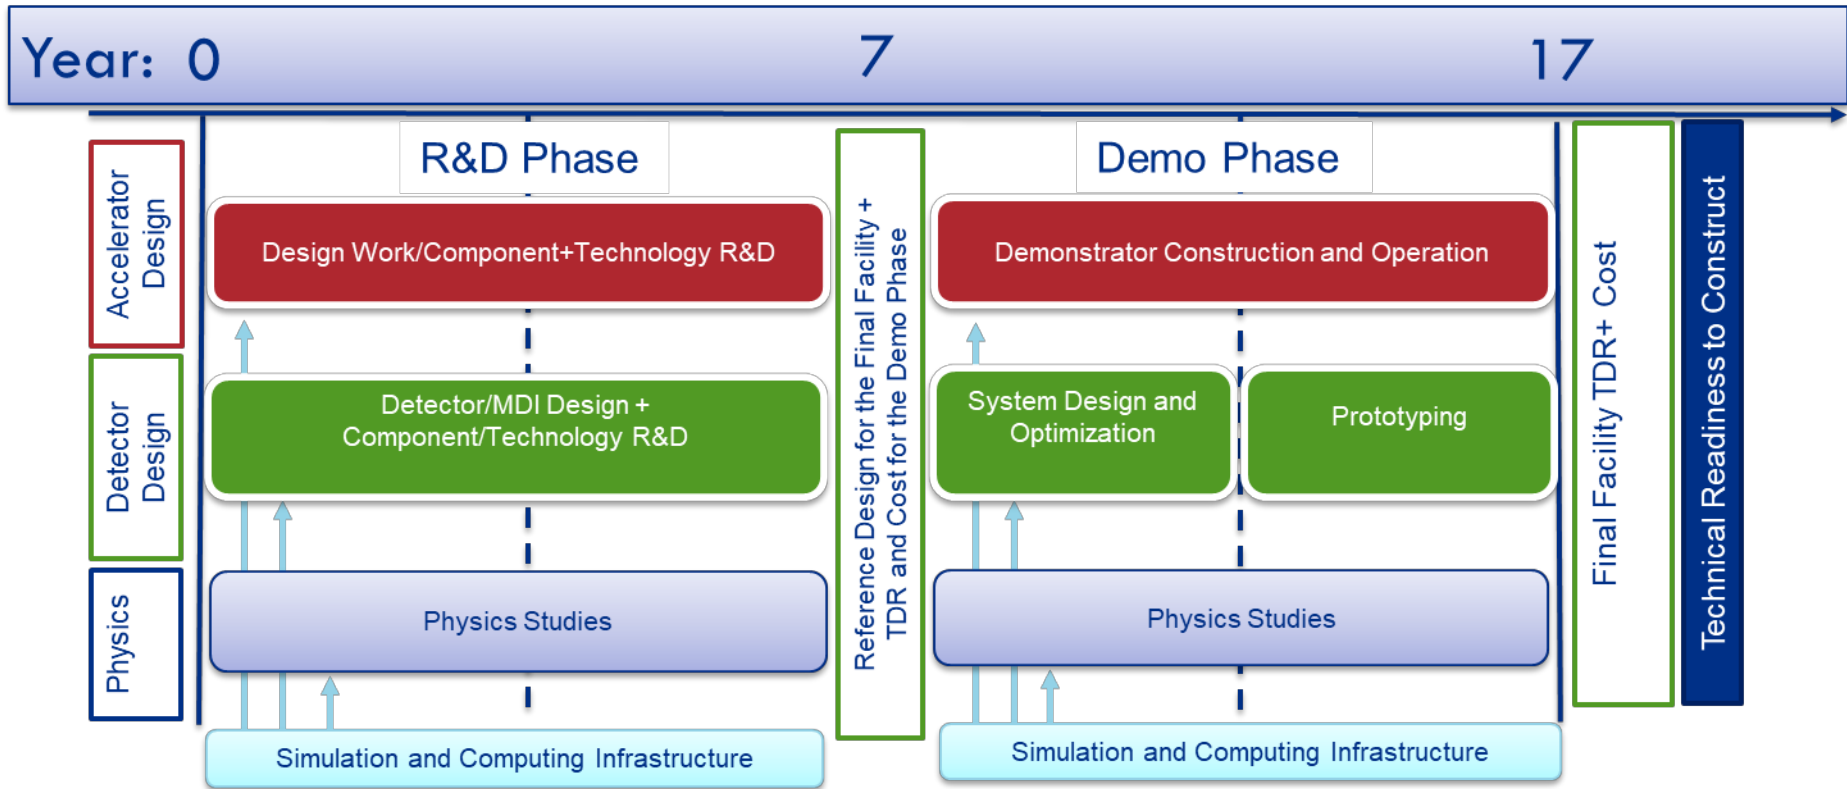 Year: 0 7 17
R&D Phase
Demo Phase
Accelerator
Design
Design Work/Component+Technology R&D
Reference Design for the Final Facility +
TDR and Cost for the Demo Phase
Demonstrator Construction and Operation
Final Facility TDR+ Cost
Technical Readiness to Construct
Detector
Design
Detector/MDI Design +
Component/Technology R&D
System Design and
Optimization
Prototyping
Physics
Physics Studies
Physics Studies
Simulation and Computing Infrastructure
Simulation and Computing Infrastructure